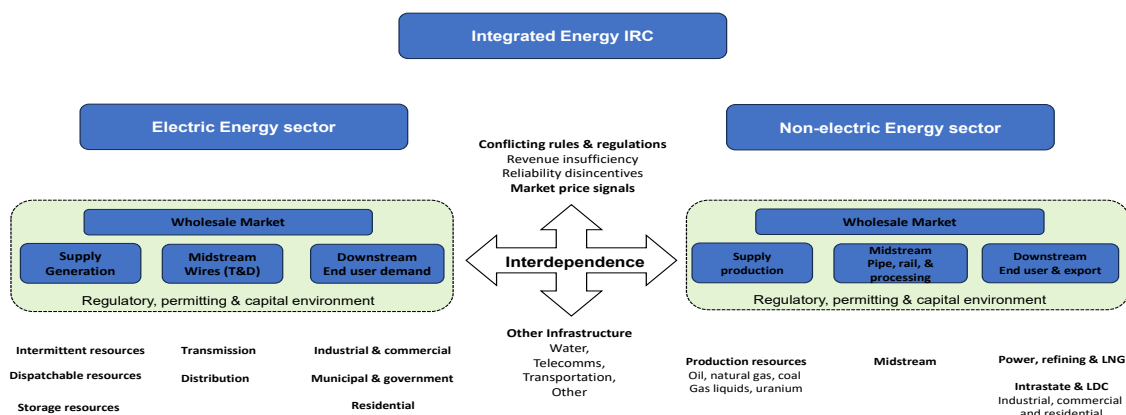 Integrated Energy IRC
Electric Energy sector
Non-electric Energy sector
Conflicting rules & regulations
Revenue insufficiency
Reliability disincentives
Market price signals
Wholesale Market
Supply
Generation
Midstream
Wires (T&D)
Downstream
End user demand
Regulatory, permitting & capital environment
Interdependence
Wholesale Market
Supply
production
Midstream
Pipe, rail, &
processing
Downstream
End user & export
Regulatory, permitting & capital environment
Intermittent resources
Dispatchable resources
Storage resources
Transmission
Distribution
Industrial & commercial
Municipal & government
Residential
Other Infrastructure
Water,
Telecomms,
Transportation,
Other
Production resources
Oil, natural gas, coal
Gas liquids, uranium
Midstream
Power, refining & LNG
Intrastate & LDC
Industrial, commercial
and residential